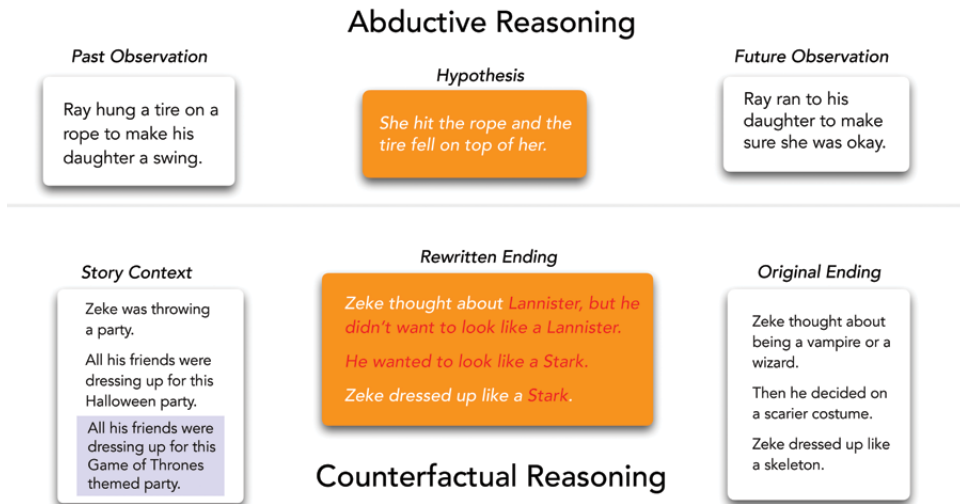 Abductive Reasoning
Past Observation
Ray hung a tire on a
rope to make his
daughter a swing.
Hypothesis
She hit the rope and the
tire fell on top of her.
Future Observation
Ray ran to his
daughter to make
sure she was okay.
Story Context
Zeke was throwing
a party.
All his friends were
dressing up for this
Halloween party.
All his friends were
dressing up for this
Game of Thrones
themed party.
Rewritten Ending
Zeke thought about Lannister, but he
didn't want to look like a Lannister.
He wanted to look like a Stark.
Zeke dressed up like a Stark.
Original Ending
Zeke thought about
being a vampire or a
wizard.
Then he decided on
a scarier costume.
Zeke dressed up like
a skeleton.
Counterfactual Reasoning